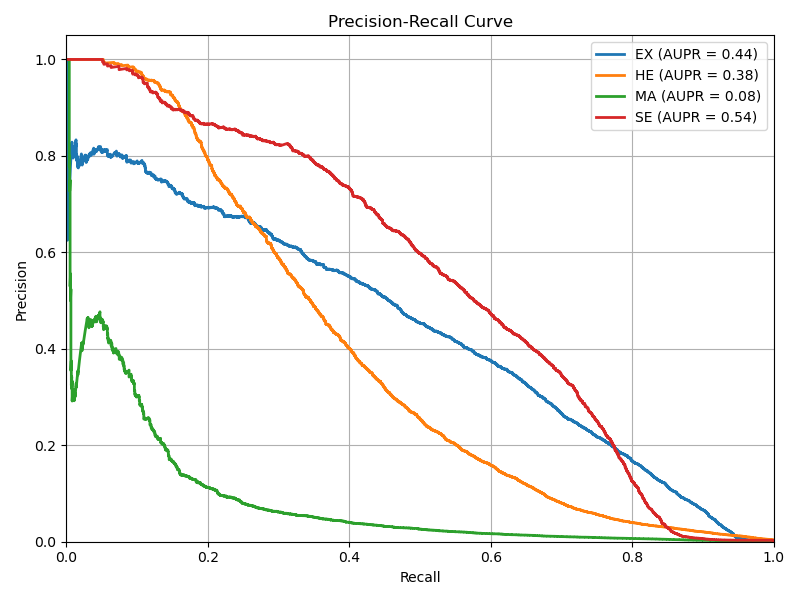 Precision-Recall Curve
EX (AUPR = 0.44)
HE (AUPR = 0.38)
MA (AUPR = 0.08)
SE (AUPR = 0.54)
Precision
1.0
0.8
0.6
0.4
0.2
0.0
0.0 0.2 0.4 0.6 0.8 1.0
Recall